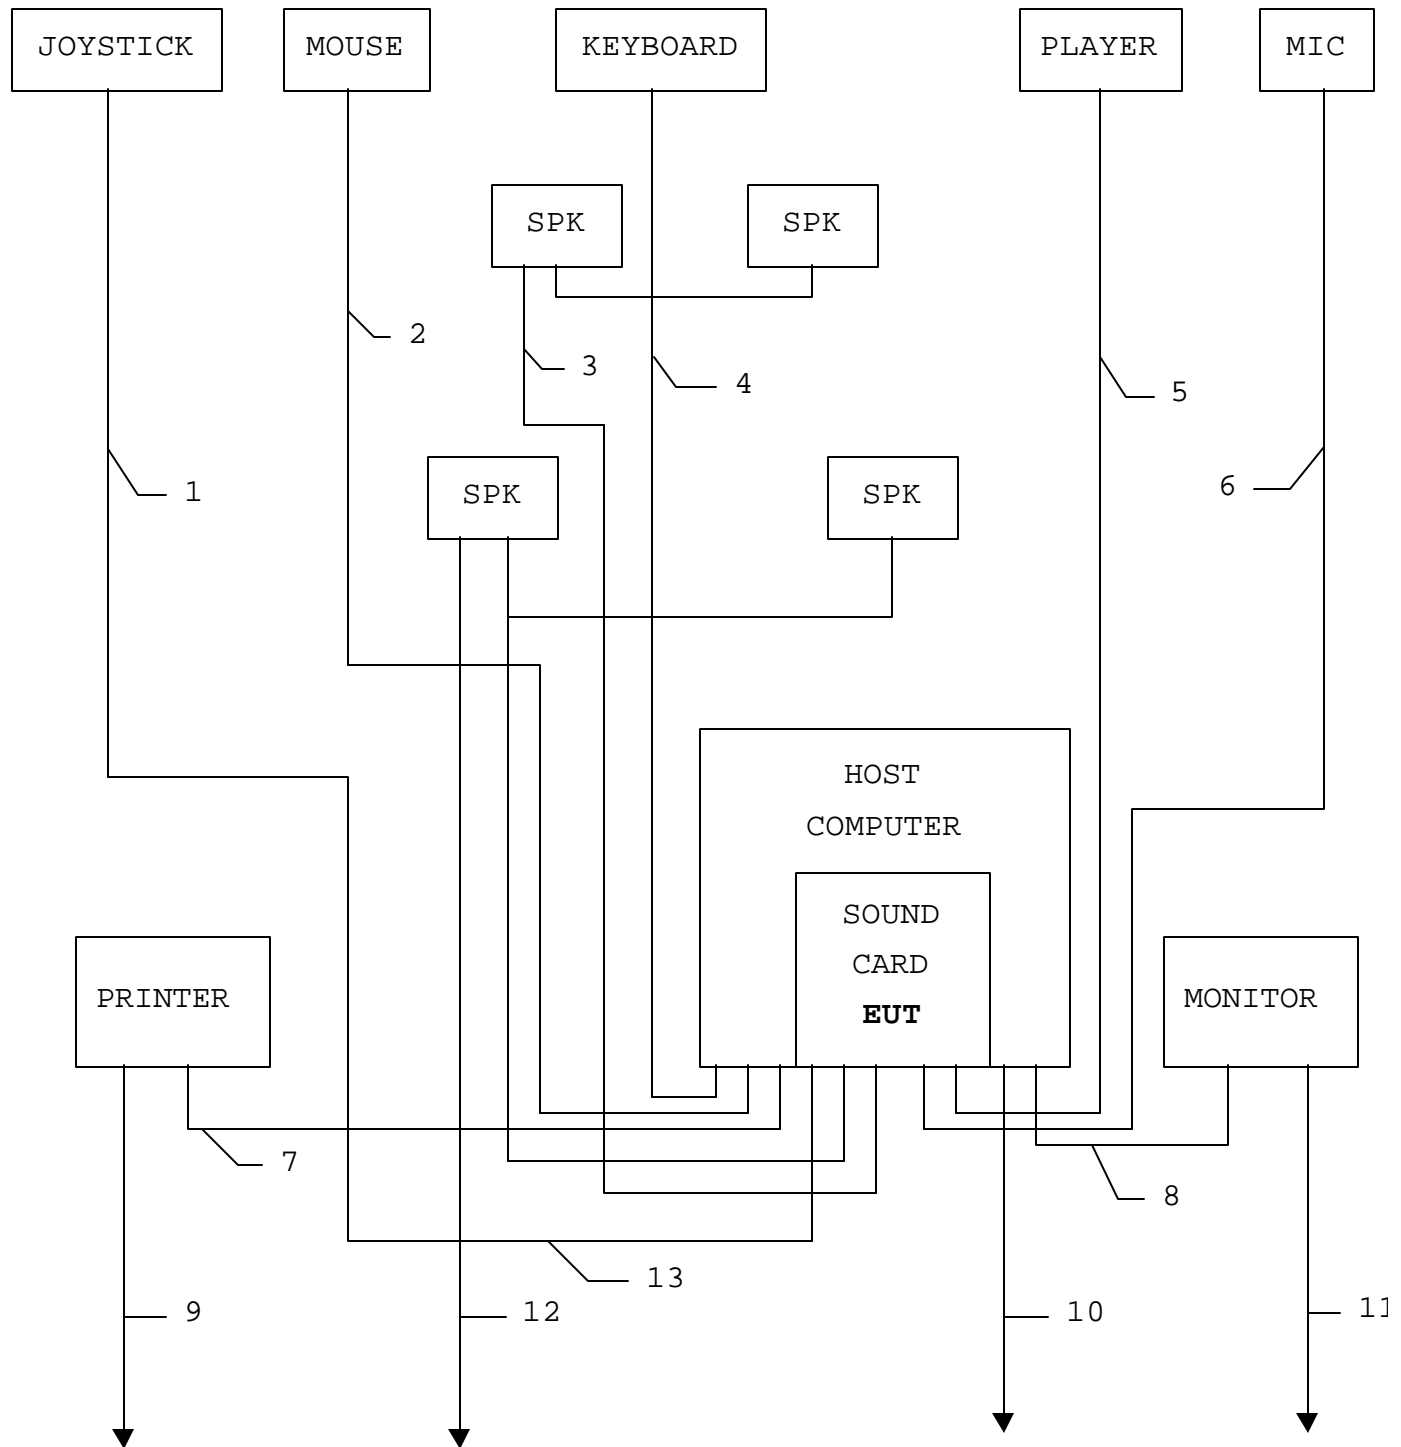 JOYSTICK
MOUSE
KEYBOARD
PLAYER
MIC
SPK
SPK
2
3
4
5
1
SPK
SPK
6
HOST
COMPUTER
SOUND
CARD
EUT
PRINTER
MONITOR
7
8
13
9
12
10
11